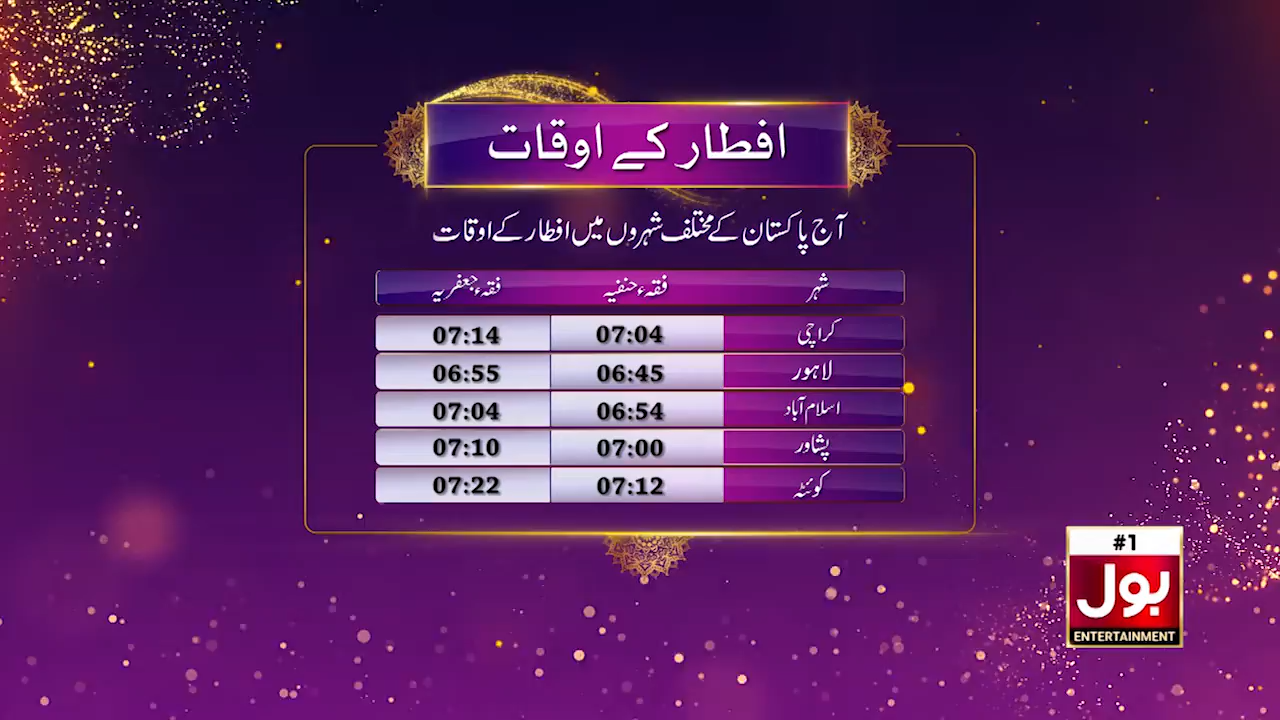 افطار کے اوقات
آج پاکستان کے مختلف شہروں میں افطار کے اوقات
شہر فقہء حنفیہ فقہء جعفریہ
کراچی 07:04 07:14
لاہور 06:45 06:55
اسلام آباد 06:54 07:04
پشاور 07:00 07:10
کوئٹہ 07:12 07:22
#1
بول
ENTERTAINMENT